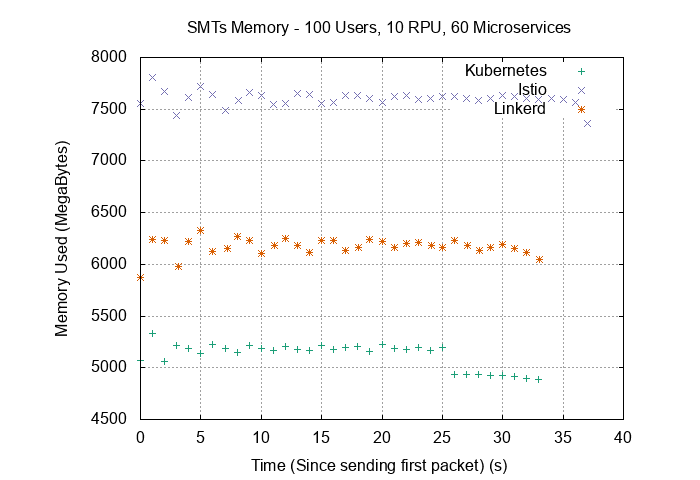 SMTs Memory - 100 Users, 10 RPU, 60 Microservices
8000
7500
7000
6500
6000
5500
5000
4500
Memory Used (MegaBytes)
Kubernetes
Istio
Linkerd
0 5 10 15 20 25 30 35 40
Time (Since sending first packet) (s)